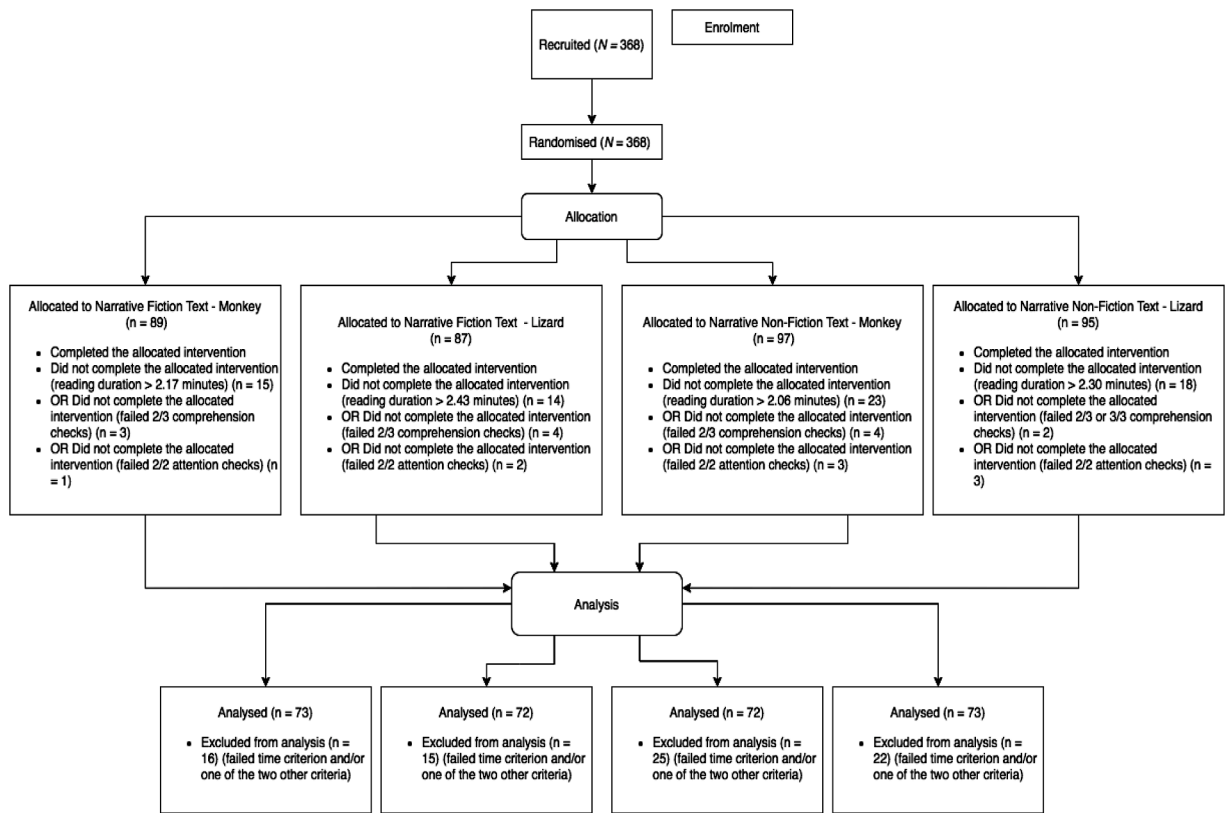 Recruited (N = 368)
Enrolment
Randomised (N = 368)
Allocation
Allocated to Narrative Fiction Text - Monkey
(n = 89)
▪ Completed the allocated intervention
▪ Did not complete the allocated intervention
(reading duration > 2.17 minutes) (n = 15)
▪ OR Did not complete the allocated
intervention (failed 2/3 comprehension
checks) (n = 3)
▪ OR Did not complete the allocated
intervention (failed 2/2 attention checks) (n
= 1)
Allocated to Narrative Fiction Text - Lizard
(n = 87)
▪ Completed the allocated intervention
▪ Did not complete the allocated intervention
(reading duration > 2.43 minutes) (n = 14)
▪ OR Did not complete the allocated intervention
(failed 2/3 comprehension checks) (n = 4)
▪ OR Did not complete the allocated intervention
(failed 2/2 attention checks) (n = 2)
Allocated to Narrative Non-Fiction Text - Monkey
(n = 97)
▪ Completed the allocated intervention
▪ Did not complete the allocated intervention
(reading duration > 2.06 minutes) (n = 23)
▪ OR Did not complete the allocated intervention
(failed 2/3 comprehension checks) (n = 4)
▪ OR Did not complete the allocated intervention
(failed 2/2 attention checks) (n = 3)
Allocated to Narrative Non-Fiction Text - Lizard
(n = 95)
▪ Completed the allocated intervention
▪ Did not complete the allocated intervention
(reading duration > 2.30 minutes) (n = 18)
▪ OR Did not complete the allocated
intervention (failed 2/3 or 3/3 comprehension
checks) (n = 2)
▪ OR Did not complete the allocated
intervention (failed 2/2 attention checks) (n =
3)
Analysis
Analysed (n = 73)
▪ Excluded from analysis (n =
16) (failed time criterion and/or
one of the two other criteria)
Analysed (n = 72)
▪ Excluded from analysis (n =
15) (failed time criterion and/or
one of the two other criteria)
Analysed (n = 72)
▪ Excluded from analysis (n =
25) (failed time criterion and/or
one of the two other criteria)
Analysed (n = 73)
▪ Excluded from analysis (n =
22) (failed time criterion and/or
one of the two other criteria)